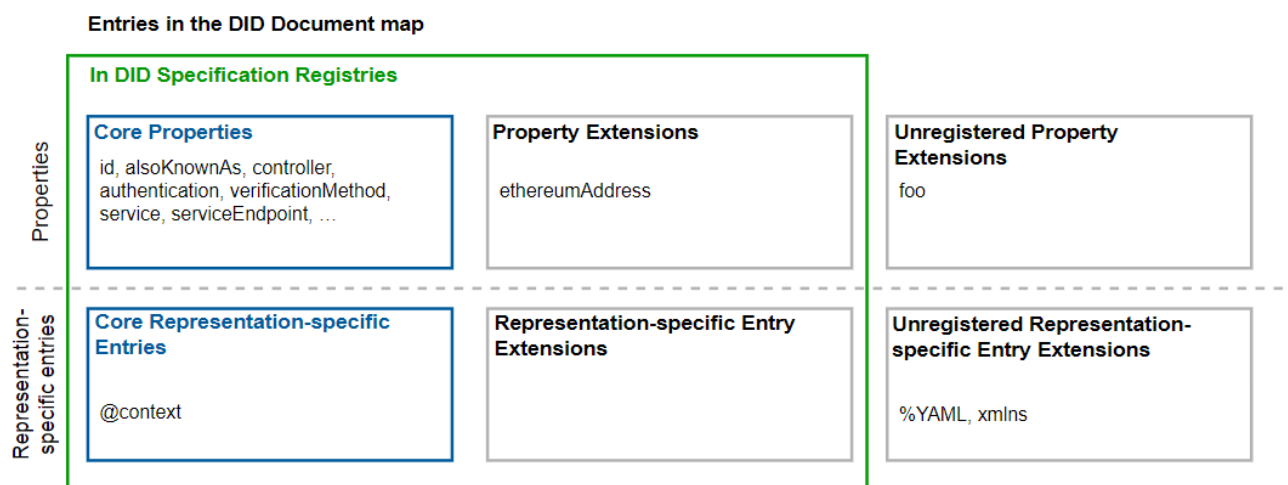 Entries in the DID Document map
In DID Specification Registries
Properties
Core Properties
id, alsoKnownAs, controller,
authentication, verificationMethod,
service, serviceEndpoint, ...
Property Extensions
ethereumAddress
Unregistered Property
Extensions
foo
Representation-
specific entries
Core Representation-specific
Entries
@context
Representation-specific Entry
Extensions
Unregistered Representation-
specific Entry Extensions
%YAML, xmlns